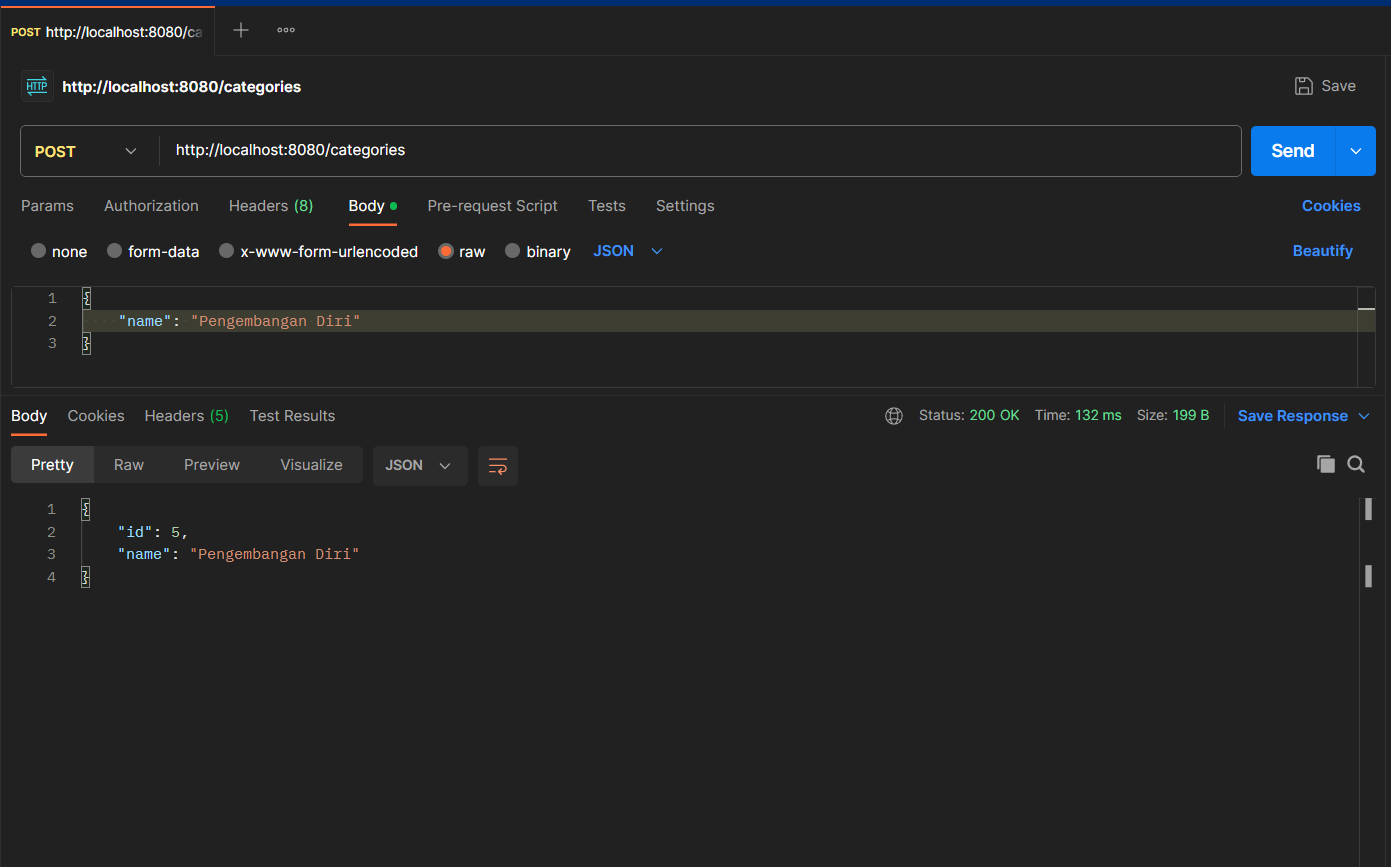 POST http://localhost:8080/ca
HTTP http://localhost:8080/categories Save
POST http://localhost:8080/categories Send
Params Authorization Headers (8) Body Pre-request Script Tests Settings Cookies
none form-data x-www-form-urlencoded raw binary JSON Beautify
1 {
2 "name": "Pengembangan Diri"
3 }
Body Cookies Headers (5) Test Results Status: 200 OK Time: 132 ms Size: 199 B Save Response
Pretty Raw Preview Visualize JSON
1 {
2 "id": 5,
3 "name": "Pengembangan Diri"
4 }